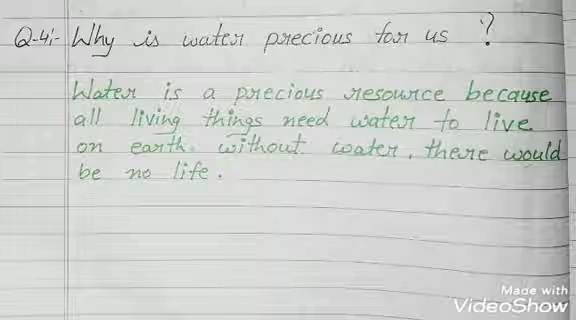 Q-4:- Why is water precious for us ?
Water is a precious resource because
all living things need water to live
on earth. without water, there would
be no life.
Made with
VideoShow